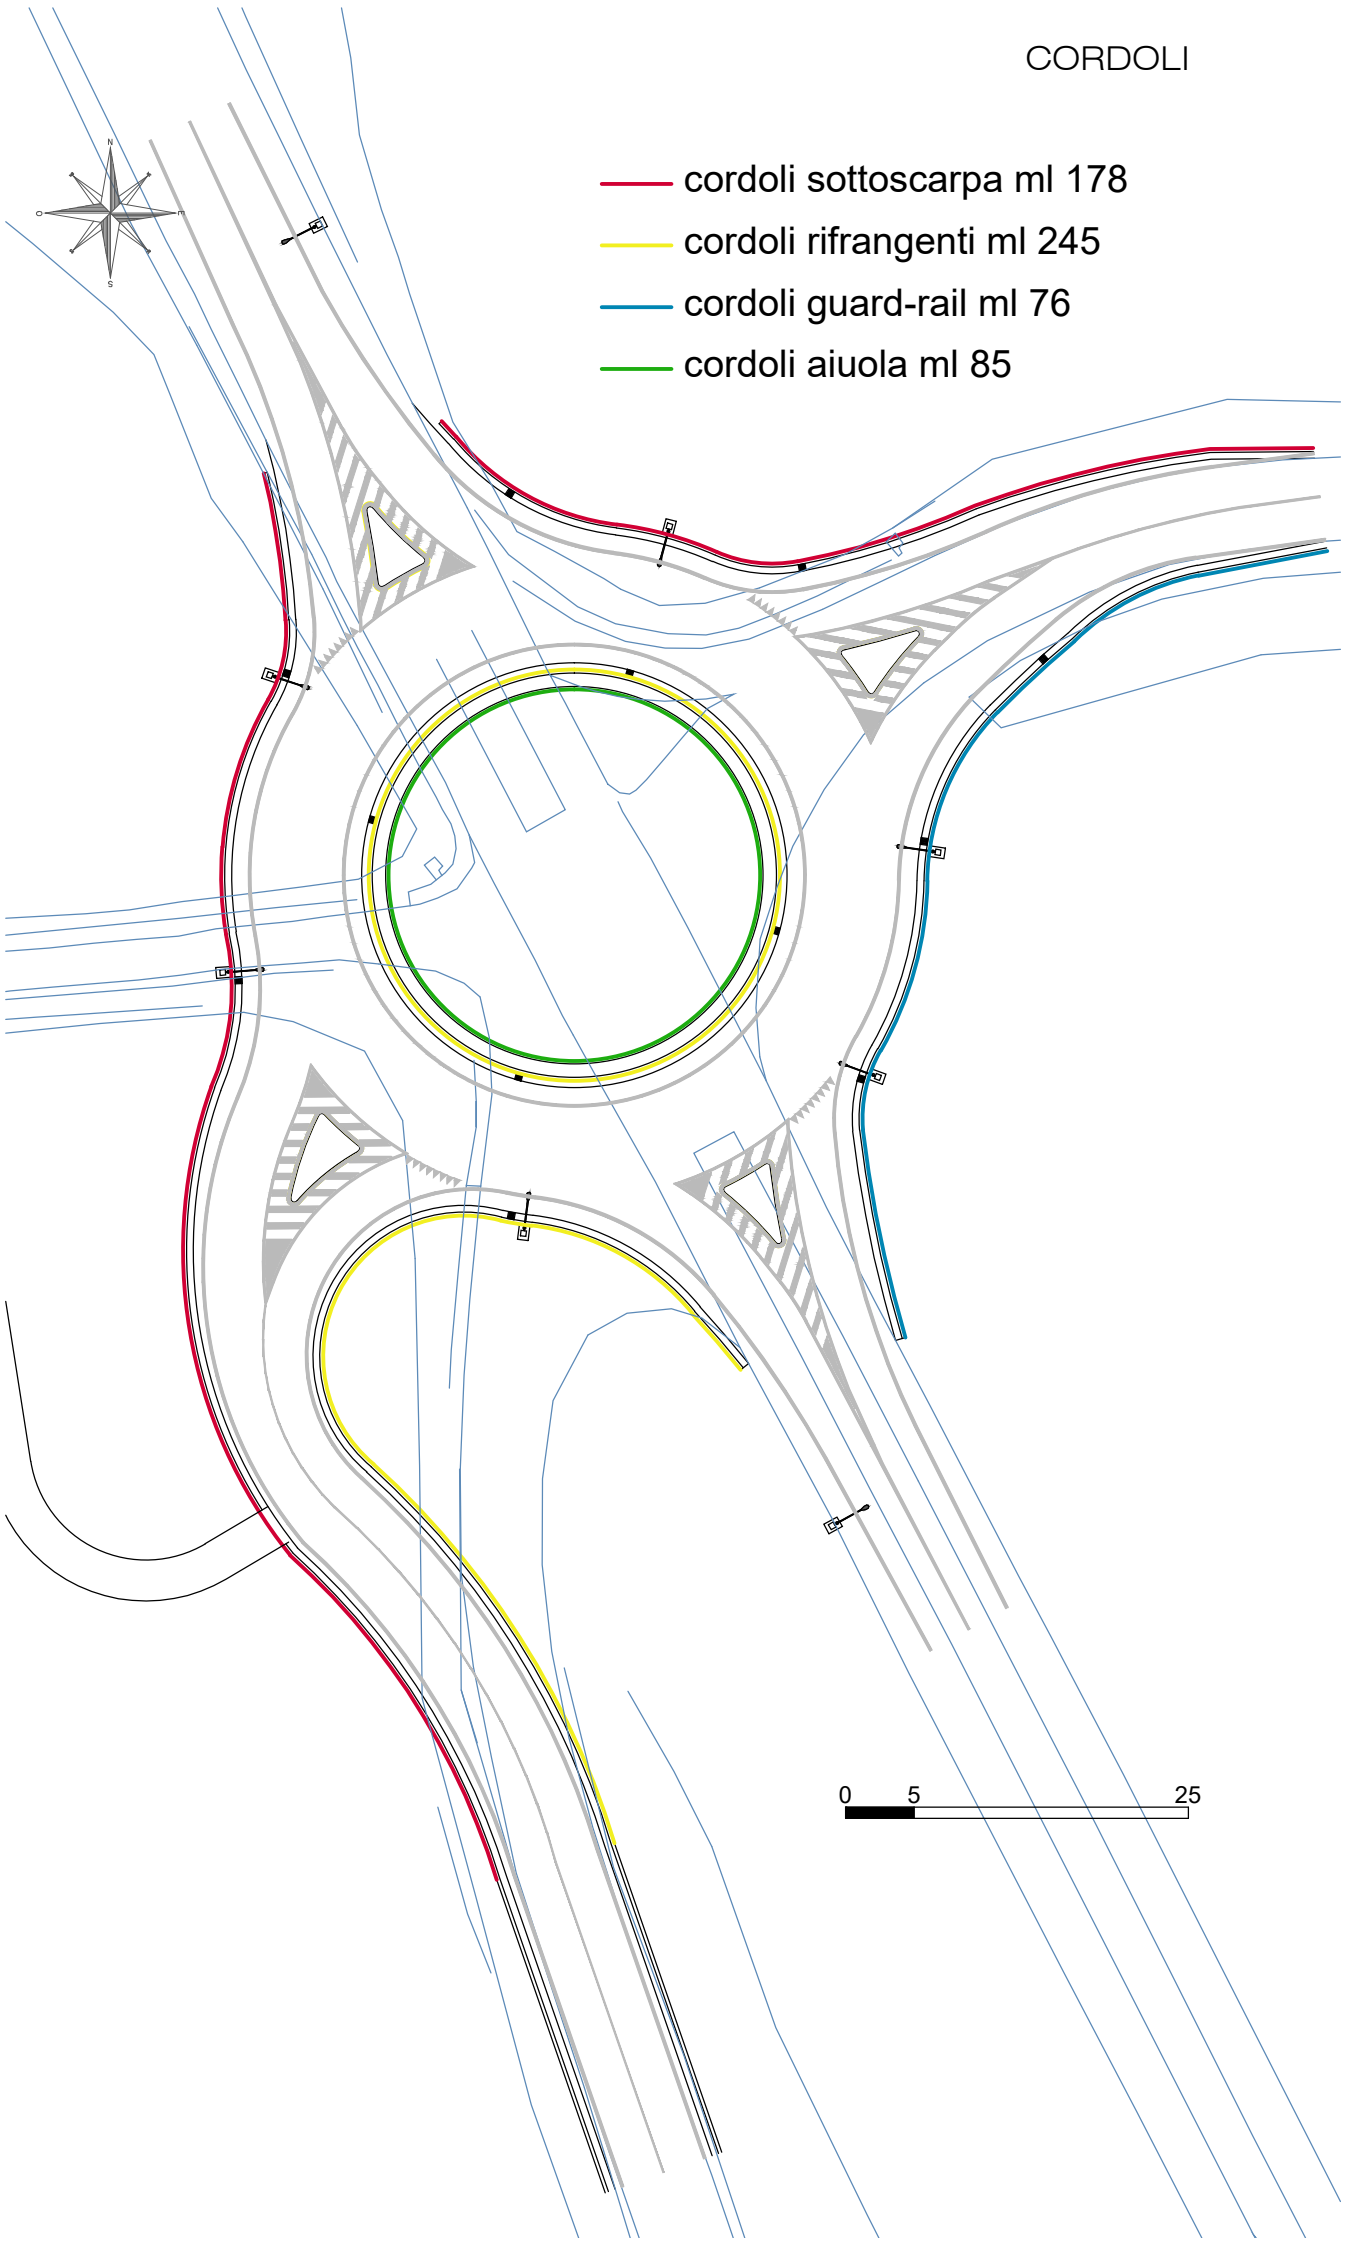 CORDOLI
N
O
E
S
cordoli sottoscarpa ml 178
cordoli rifrangenti ml 245
cordoli guard-rail ml 76
cordoli aiuola ml 85
0 5 25